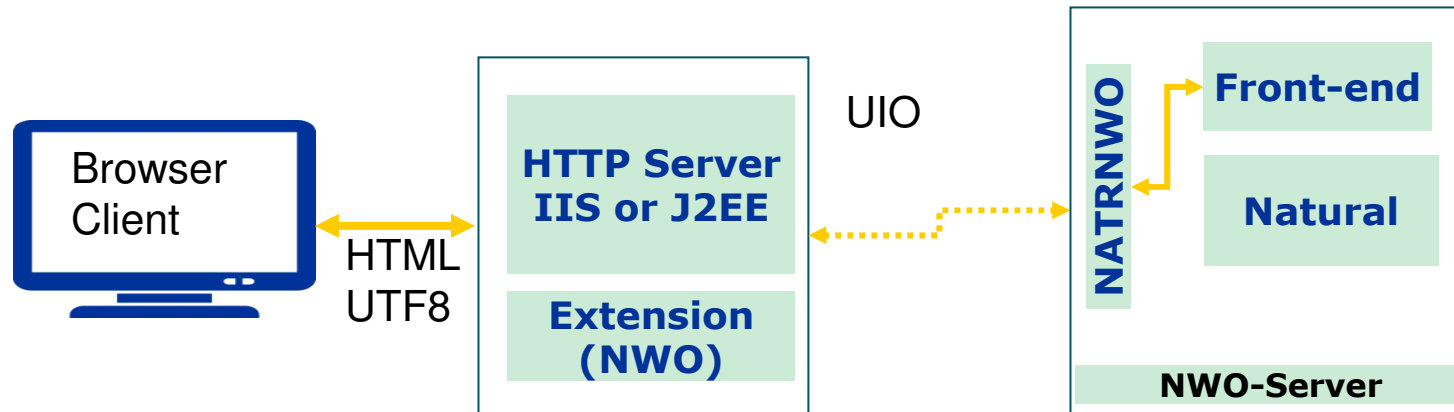 Browser
Client
HTML
UTF8
HTTP Server
IIS or J2EE
Extension
(NWO)
UIO
NATRNWO
Front-end
Natural
NWO-Server